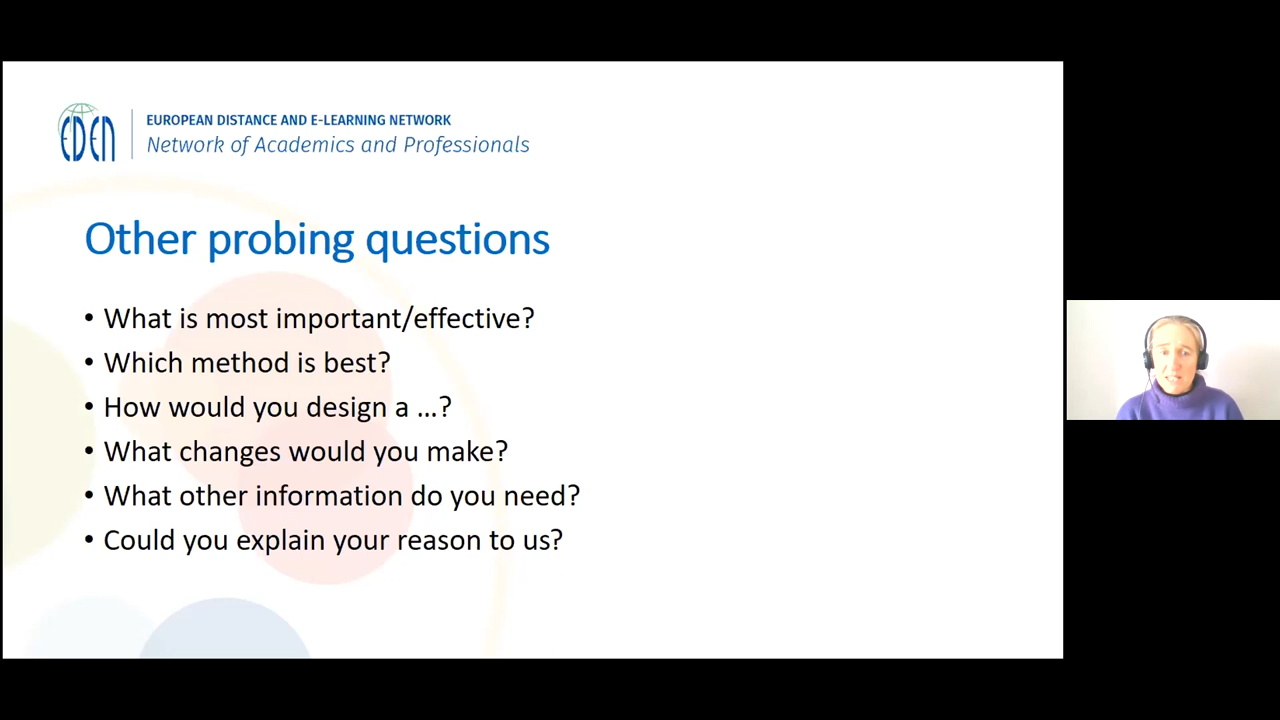 EDEN
EUROPEAN DISTANCE AND E-LEARNING NETWORK
Network of Academics and Professionals
Other probing questions
• What is most important/effective?
• Which method is best?
• How would you design a ...?
• What changes would you make?
• What other information do you need?
• Could you explain your reason to us?